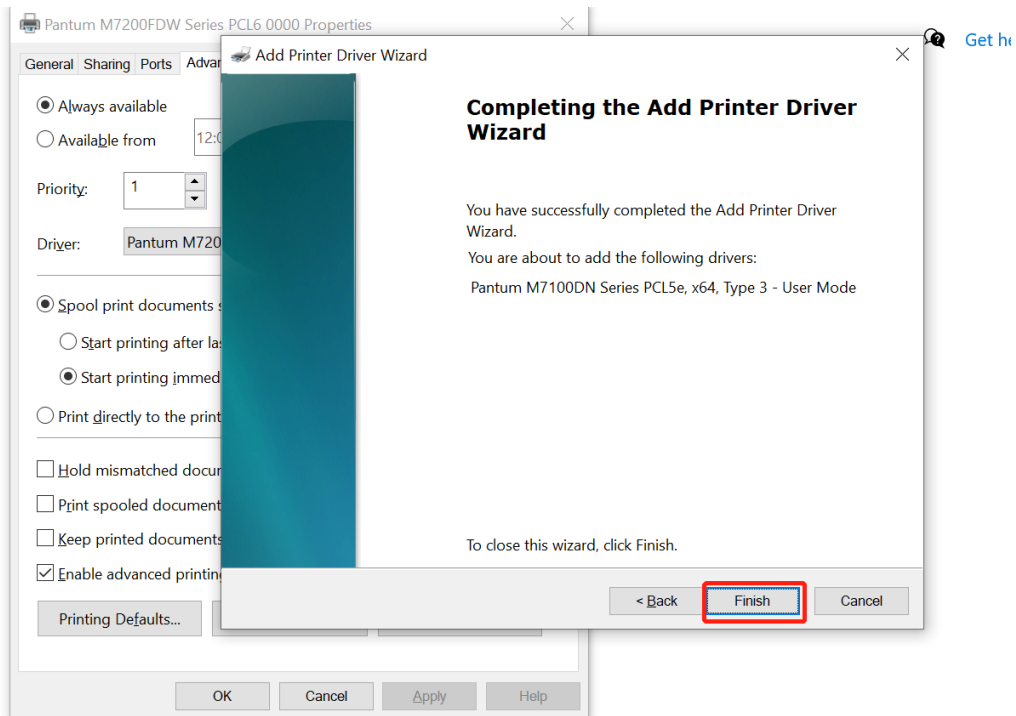 Pantum M7200FDW Series PCL6 0000 Properties
Get he
Add Printer Driver Wizard
General Sharing Ports Advar
Always available
Available from 12:0
Priority: 1
Driver: Pantum M720
Spool print documents s
Start printing after las
Start printing immed
Print directly to the print
Hold mismatched docur
Print spooled document
Keep printed documents
Enable advanced printing
Printing Defaults...
Completing the Add Printer Driver
Wizard
You have successfully completed the Add Printer Driver
Wizard.
You are about to add the following drivers:
Pantum M7100DN Series PCL5e, x64, Type 3 - User Mode
To close this wizard, click Finish.
< Back Finish Cancel
OK Cancel Apply Help